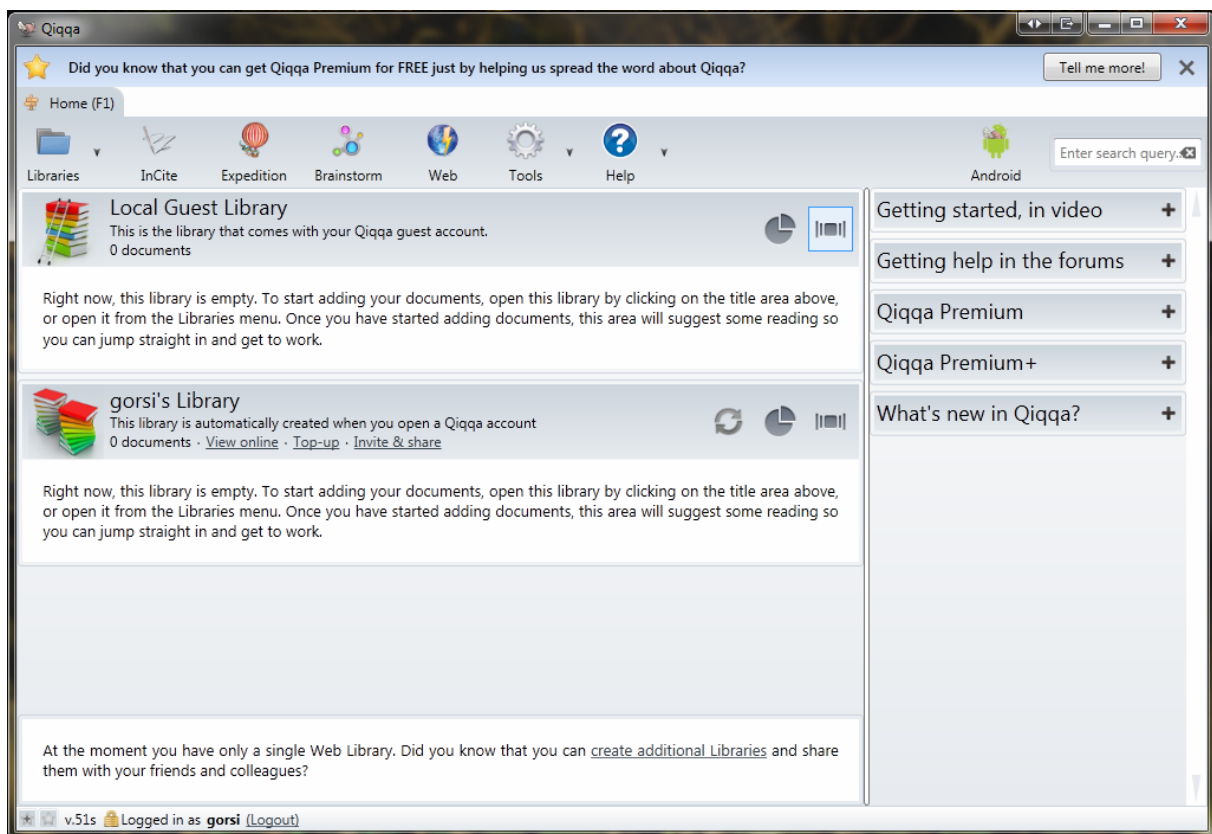 Qiqqa
Did you know that you can get Qiqqa Premium for FREE just by helping us spread the word about Qiqqa?
Tell me more!
Home (F1)
Libraries
InCite
Expedition
Brainstorm
Web
Tools
Help
Android
Enter search query..
Local Guest Library
This is the library that comes with your Qiqqa guest account.
0 documents
Right now, this library is empty. To start adding your documents, open this library by clicking on the title area above,
or open it from the Libraries menu. Once you have started adding documents, this area will suggest some reading so
you can jump straight in and get to work.
gorsi's Library
This library is automatically created when you open a Qiqqa account
0 documents · View online · Top-up · Invite & share
Right now, this library is empty. To start adding your documents, open this library by clicking on the title area above,
or open it from the Libraries menu. Once you have started adding documents, this area will suggest some reading so
you can jump straight in and get to work.
At the moment you have only a single Web Library. Did you know that you can create additional Libraries and share
them with your friends and colleagues?
Getting started, in video
Getting help in the forums
Qiqqa Premium
Qiqqa Premium+
What's new in Qiqqa?
v.51s Logged in as gorsi (Logout)